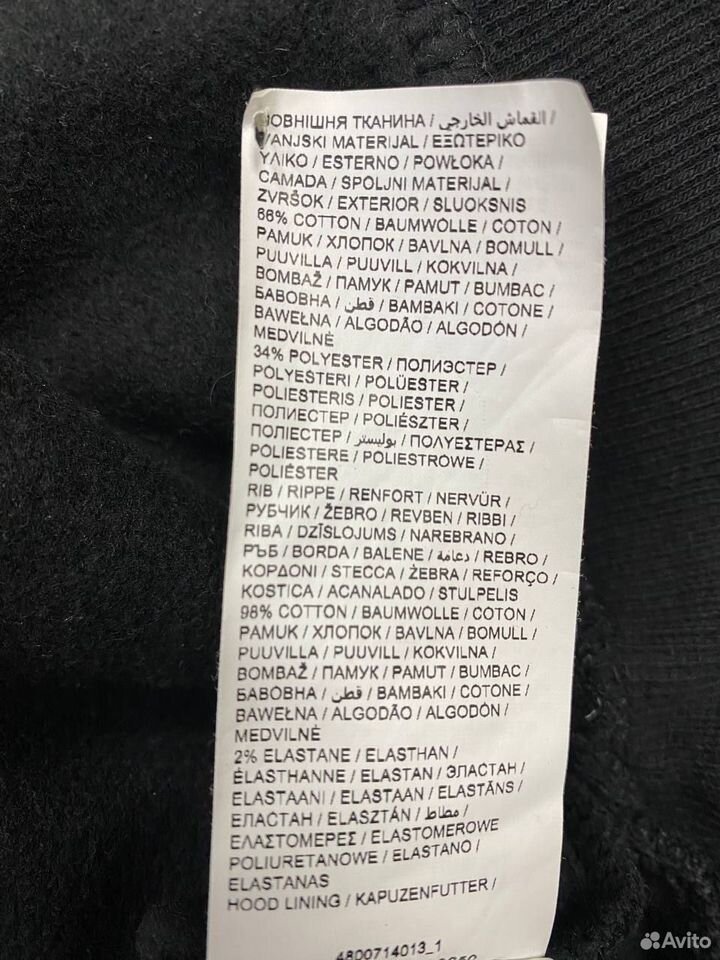 ЗОВНІШНЯ ТКАНИНА / القماش الخارجي /
VANJSKI MATERIJAL / ΕΞΩΤΕΡΙΚΟ
ΥΛΙΚΟ / ESTERNO / POWŁOKA /
CAMADA / SPOLJNI MATERIJAL /
ZVRŠOK / EXTERIOR / SLUOKSNIS
66% COTTON / BAUMWOLLE / COTON /
PAMUK / ХЛОПОК / BAVLNA / BOMULL /
PUUVILLA / PUUVILL / KOKVILNA /
BOMBAŽ / ПАМУК / PAMUT / BUMBAC /
БАВОВНА / قطن / BAMBAKI / COTONE /
BAWEŁNA / ALGODÃO / ALGODÓN /
MEDVILNĖ
34% POLYESTER / ПОЛИЭСТЕР /
POLYESTERI / POLÜESTER /
POLIESTERIS / POLIESTER /
ПОЛИЕСТЕР / POLIÉSZTER /
ПОЛІЕСТЕР / بوليستر / ΠΟΛΥΕΣΤΕΡΑΣ /
POLIESTERE / POLIESTROWE /
POLIÉSTER
RIB / RIPPE / RENFORT / NERVÜR /
РУБЧИК / ŽEBRO / REVBEN / RIBBI /
RIBA / DZĪSLOJUMS / NAREBRANO /
РЪБ / BORDA / BALENE / دعامة / REBRO /
ΚΟΡΔΟΝΙ / STECCA / ŻEBRA / REFORÇO /
KOSTICA / ACANALADO / STULPELIS
98% COTTON / BAUMWOLLE / COTON /
PAMUK / ХЛОПОК / BAVLNA / BOMULL /
PUUVILLA / PUUVILL / KOKVILNA /
BOMBAŽ / ПАМУК / PAMUT / BUMBAC /
БАВОВНА / قطن / BAMBAKI / COTONE /
BAWEŁNA / ALGODÃO / ALGODÓN /
MEDVILNĖ
2% ELASTANE / ELASTHAN /
ÉLASTHANNE / ELASTAN / ЭЛАСТАН /
ELASTAANI / ELASTAAN / ELASTĀNS /
ЕЛАСТАН / ELASZTÁN / مطاط /
ΕΛΑΣΤΟΜΕΡΕΣ / ELASTOMEROWE
POLIURETANOWE / ELASTANO /
ELASTANAS
HOOD LINING / KAPUZENFUTTER /
4800714013_1
Avito